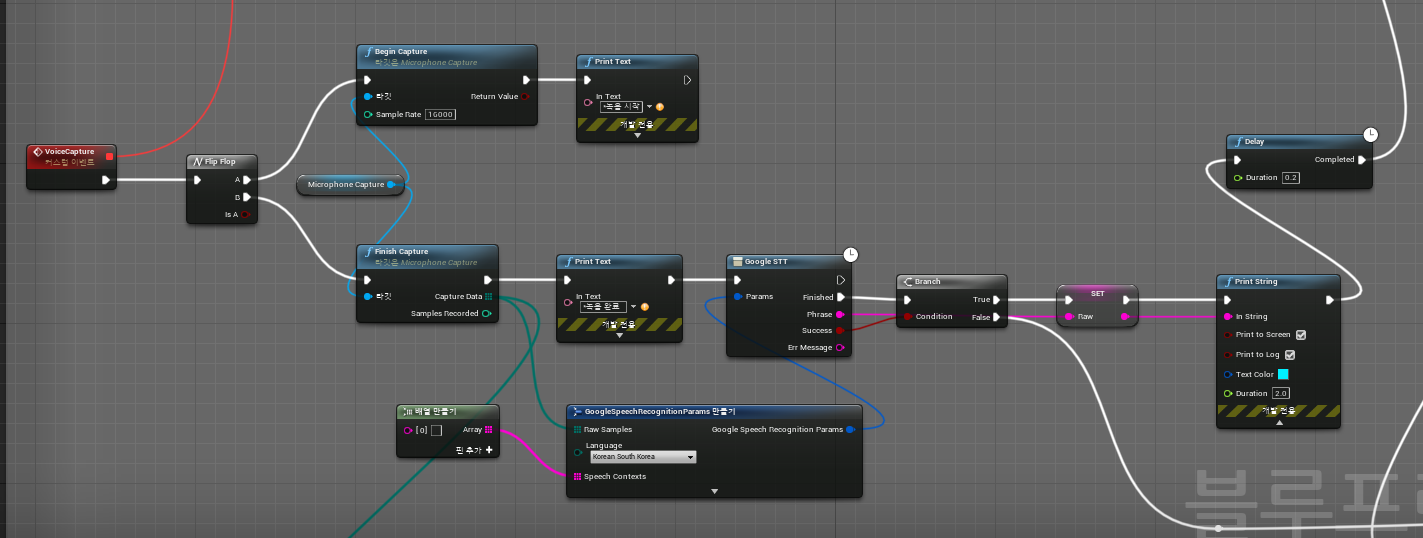 VoiceCapture
커스텀 이벤트
Flip Flop
A
B
Is A
Begin Capture
타깃은 Microphone Capture
타깃
Return Value
Sample Rate
16000
Print Text
In Text
녹음 시작
개발 전용
Microphone Capture
Finish Capture
타깃은 Microphone Capture
타깃
Capture Data
Samples Recorded
Print Text
In Text
녹음 완료
개발 전용
Google STT
Params
Finished
Phrase
Success
Err Message
배열 만들기
[0]
Array
핀 추가
GoogleSpeechRecognitionParams 만들기
Raw Samples
Google Speech Recognition Params
Language
Korean South Korea
Speech Contexts
Branch
True
Condition
False
SET
Raw
Delay
Completed
Duration
0.2
Print String
In String
Print to Screen
Print to Log
Text Color
Duration
2.0
개발 전용
블루프